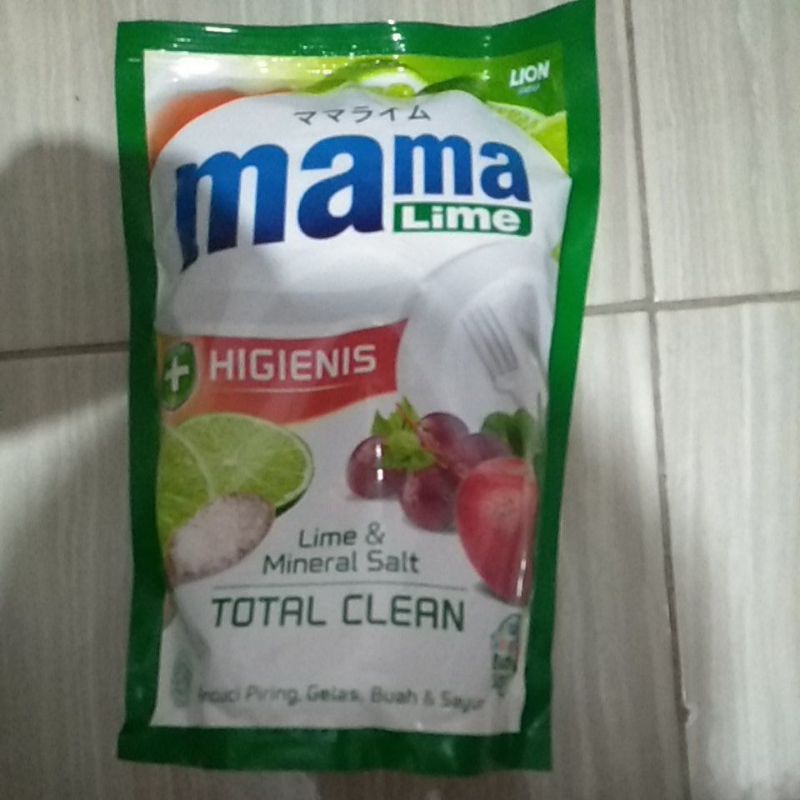 LION
ママライム
mama
Lime
+ HIGIENIS
Lime &
Mineral Salt
TOTAL CLEAN
Piring, Gelas, Buah & Sayur